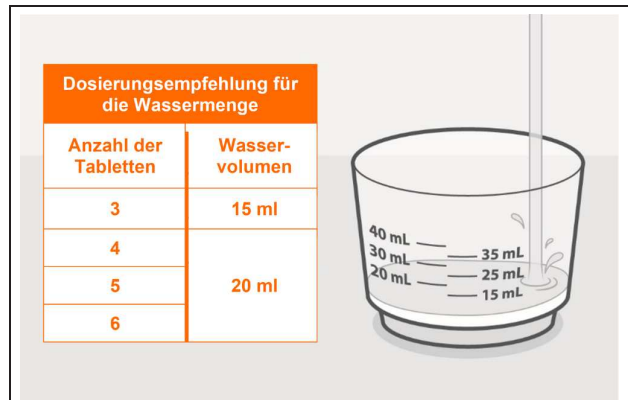 Dosierungsempfehlung für
die Wassermenge
Anzahl der
Tabletten
Wasser-
volumen
3
15 ml
4
5
20 ml
6
40 mL
35 mL
30 mL
25 mL
20 mL
15 mL